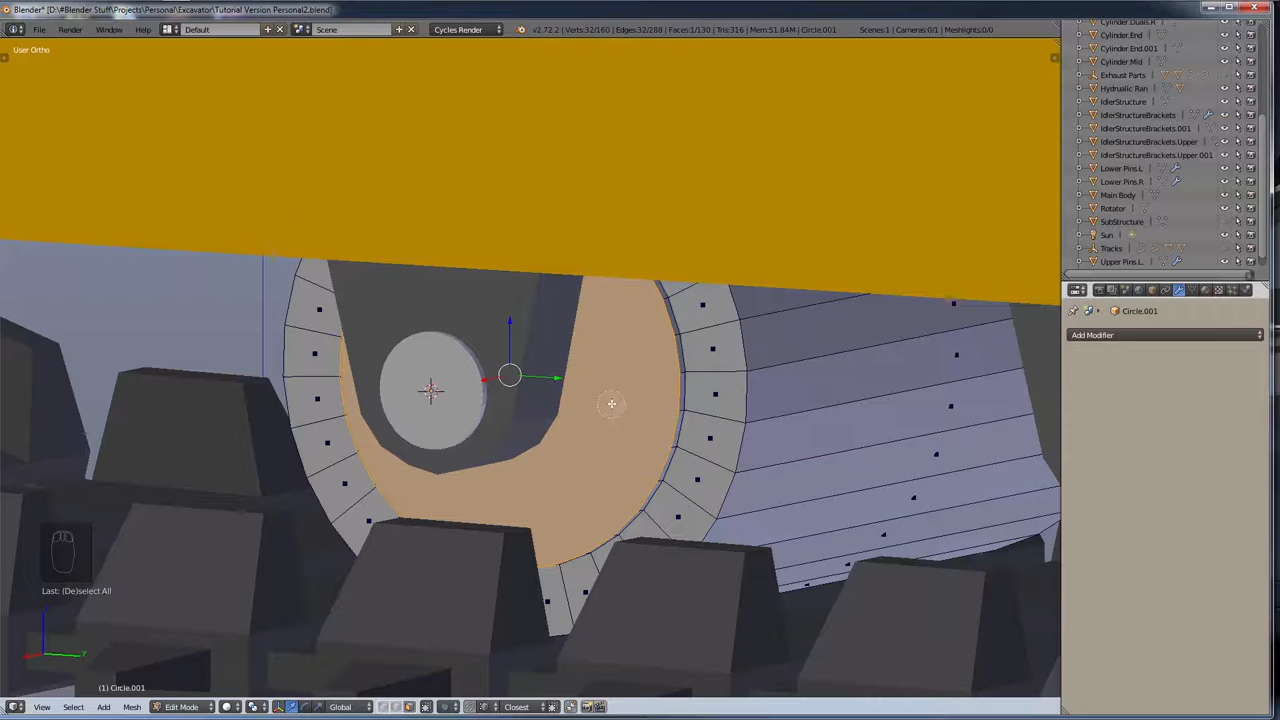 Blender* [D:\#Blender Stuff\Projects\Personal\Excavator\Tutorial Version Personal2.blend]
File Render Window Help Default Scene Cycles Render v2.72.2 | Verts:32/160 | Edges:32/288 | Faces:1/130 | Tris:316 | Mem:51.84M | Circle.001 Scenes:1 | Cameras:0/1 Meshlights:0/0
User Ortho
Cylinder.Duals.R
Cylinder.End
Cylinder.End.001
Cylinder.Mid
Exhaust Parts
Hydrualic Ran
IdlerStructure
IdlerStructureBrackets
IdlerStructureBrackets.001
IdlerStructureBrackets.Upper
IdlerStructureBrackets.Upper.001
Lower Pins.L
Lower Pins.R
Main Body
Rotator
SubStructure
Sun
Tracks
Upper Pins.L
Circle.001
Add Modifier
Last: (De)select All
z
y
(1) Circle.001
View Select Add Mesh Edit Mode Global Closest